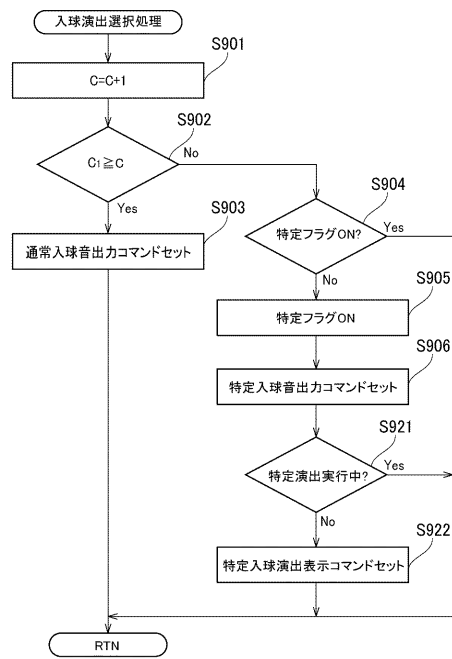 入球演出選択処理
S901
C=C+1
S902
C1≧C
No
Yes
S903
通常入球音出力コマンドセット
S904
特定フラグON?
Yes
No
S905
特定フラグON
S906
特定入球音出力コマンドセット
S921
特定演出実行中?
Yes
No
S922
特定入球演出表示コマンドセット
RTN